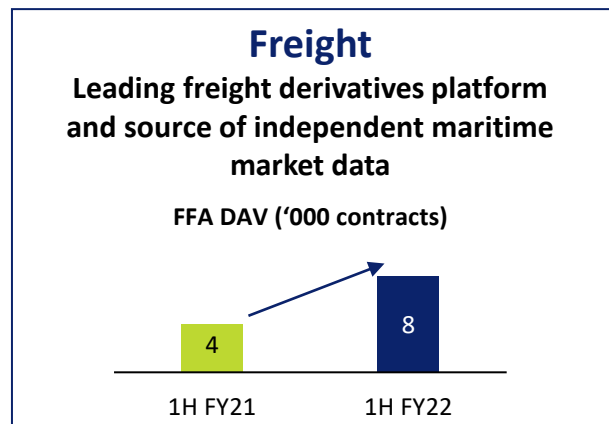 Freight
Leading freight derivatives platform
and source of independent maritime
market data
FFA DAV (‘000 contracts)
4
8
1H FY21
1H FY22